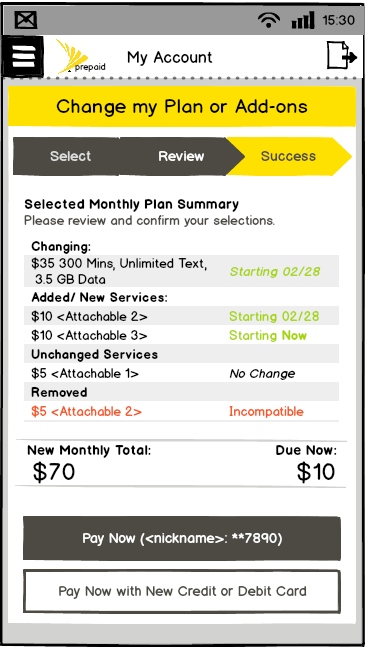 15:30
prepaid
My Account
Change my Plan or Add-ons
Select Review Success
Selected Monthly Plan Summary
Please review and confirm your selections.
Changing:
$35 300 Mins, Unlimited Text, Starting 02/28
3.5 GB Data
Added/ New Services:
$10 <Attachable 2> Starting 02/28
$10 <Attachable 3> Starting Now
Unchanged Services
$5 <Attachable 1> No Change
Removed
$5 <Attachable 2> Incompatible
New Monthly Total: Due Now:
$70 $10
Pay Now (<nickname>: **7890)
Pay Now with New Credit or Debit Card